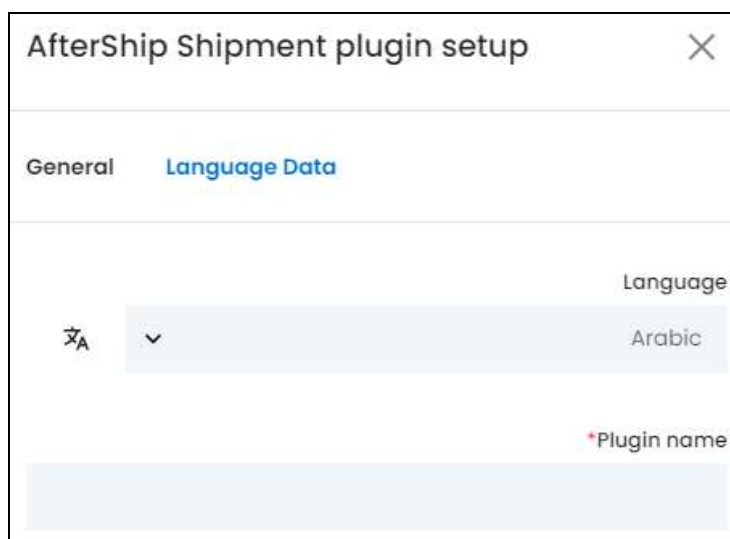 AfterShip Shipment plugin setup
General Language Data
Language
Arabic
*Plugin name